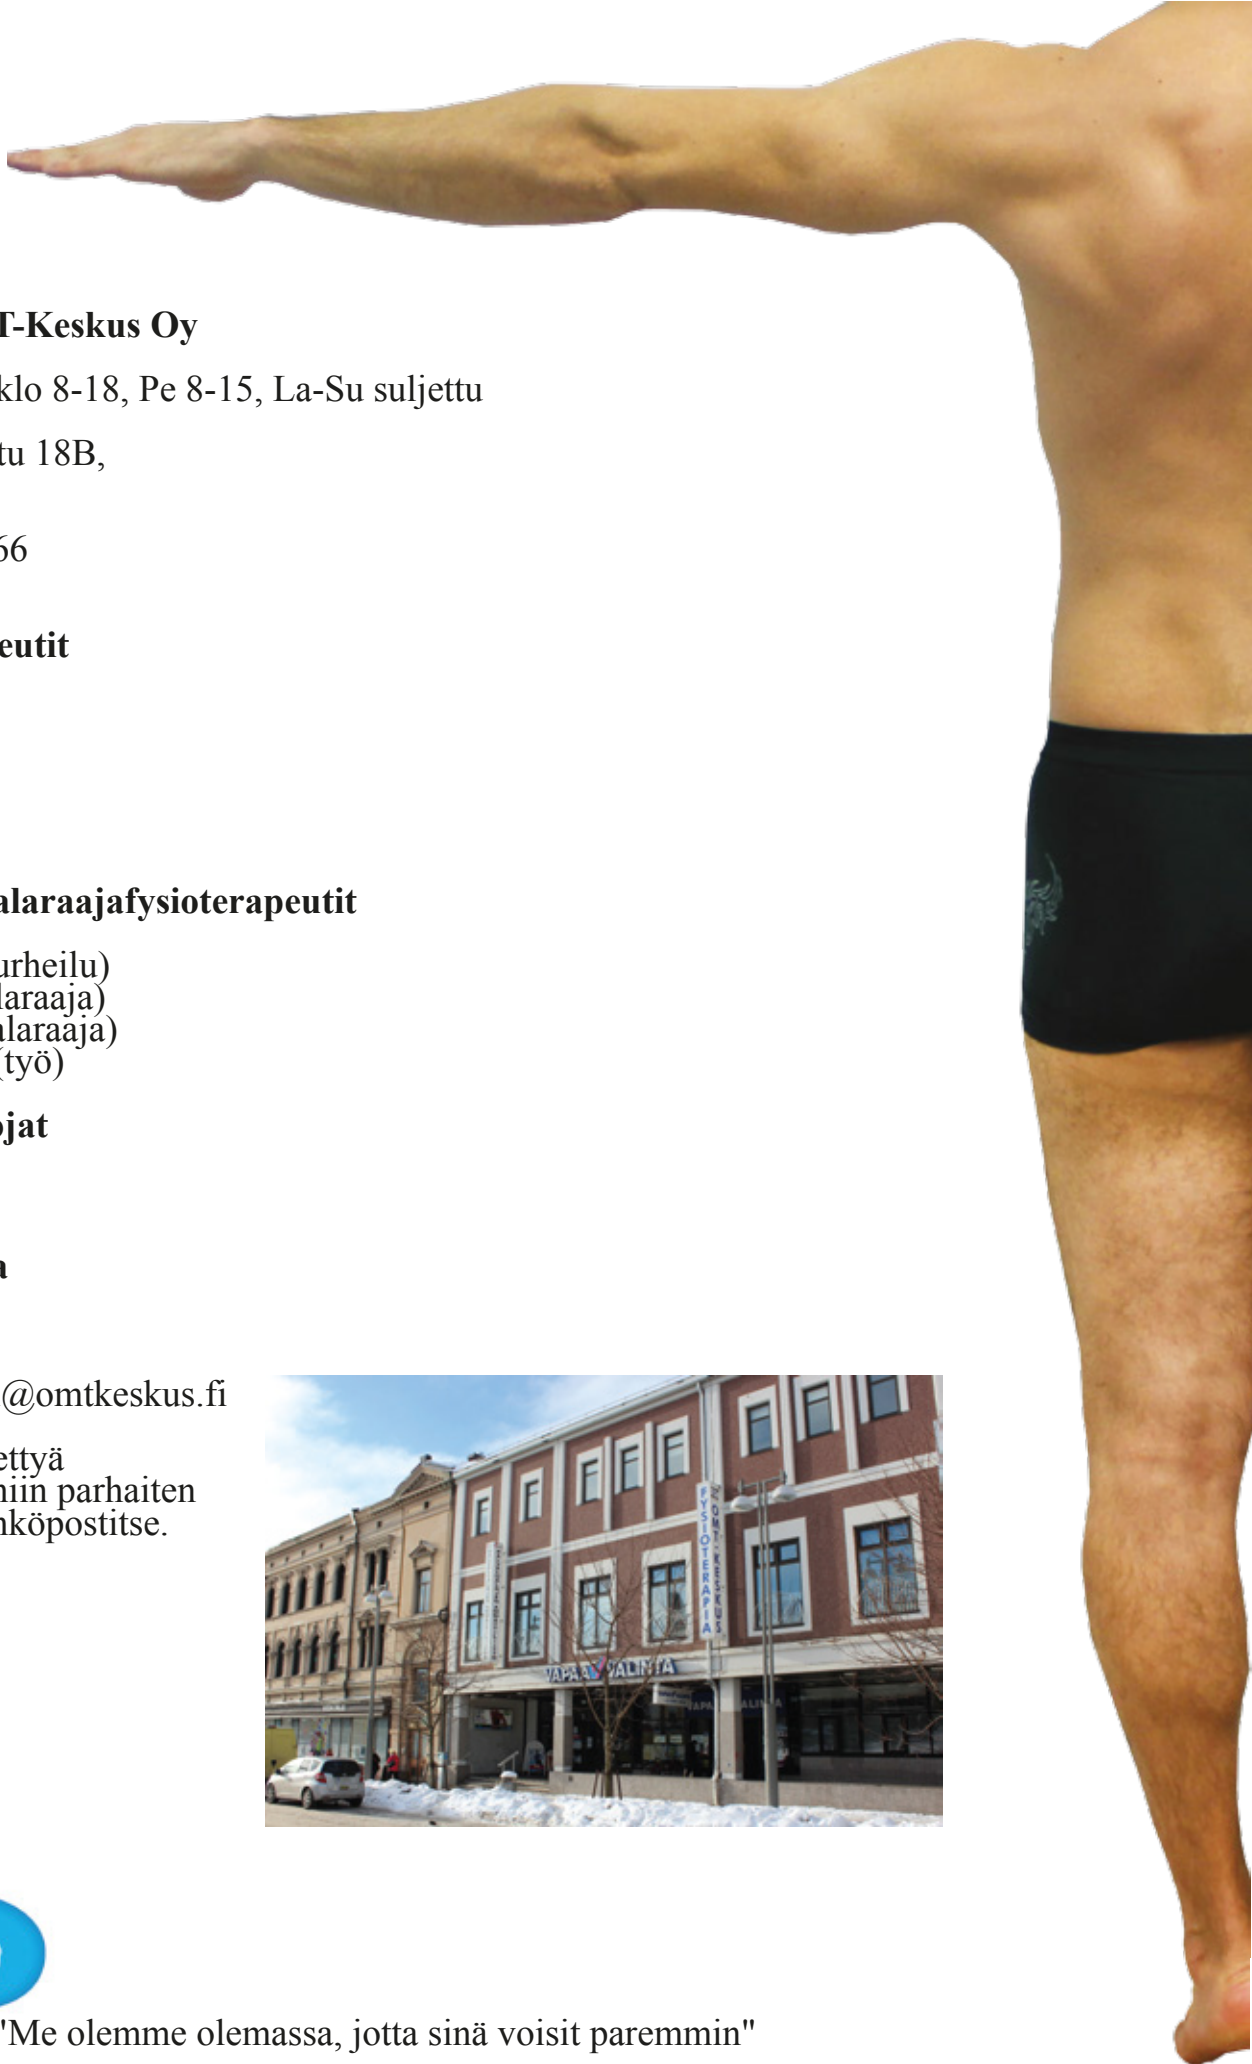 T-Keskus Oy
klo 8-18, Pe 8-15, La-Su suljettu
tu 18B,
66
eutit
alaraajafysioterapeutit
urheilu)
laraaja)
alaraaja)
(työ)
ojat
a
@omtkeskus.fi
ettyä
niin parhaiten
nköpostitse.
FYSIOTERAPIA
OMT-KESKUS
VAPAA VALINTA
"Me olemme olemassa, jotta sinä voisit paremmin"